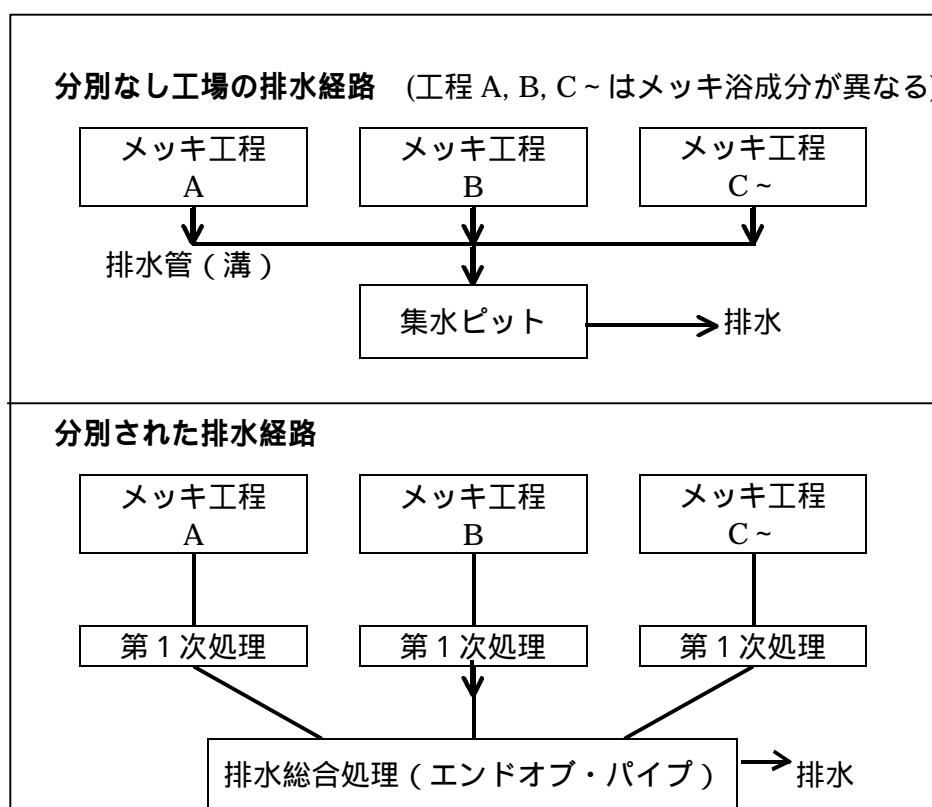 分別なし工場の排水経路 (工程 A, B, C ~ はメッキ浴成分が異なる)
メッキ工程 メッキ工程 メッキ工程
A B C ~
排水管（溝）
集水ピット 排水
分別された排水経路
メッキ工程 メッキ工程 メッキ工程
A B C ~
第１次処理 第１次処理 第１次処理
排水総合処理（エンドオブ・パイプ） 排水